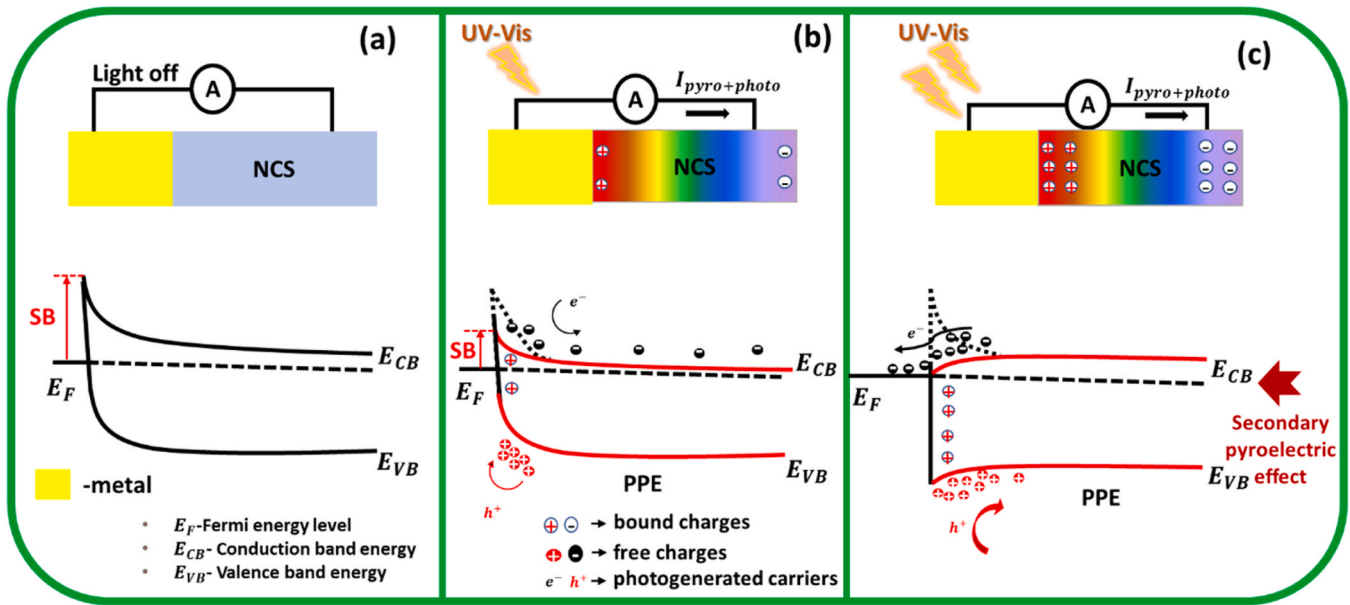 (a)
Light off
A
NCS
SB
E_F
E_CB
E_VB
-metal
• E_F-Fermi energy level
• E_CB- Conduction band energy
• E_VB- Valence band energy
UV-Vis
(b)
A
I_pyro+photo
+
+
NCS
-
-
e⁻
SB
E_F
E_CB
E_VB
h⁺
PPE
+ - → bound charges
+ - → free charges
e⁻ h⁺ → photogenerated carriers
UV-Vis
(c)
A
I_pyro+photo
NCS
e⁻
E_F
E_CB
Secondary
pyroelectric
effect
E_VB
PPE
h⁺